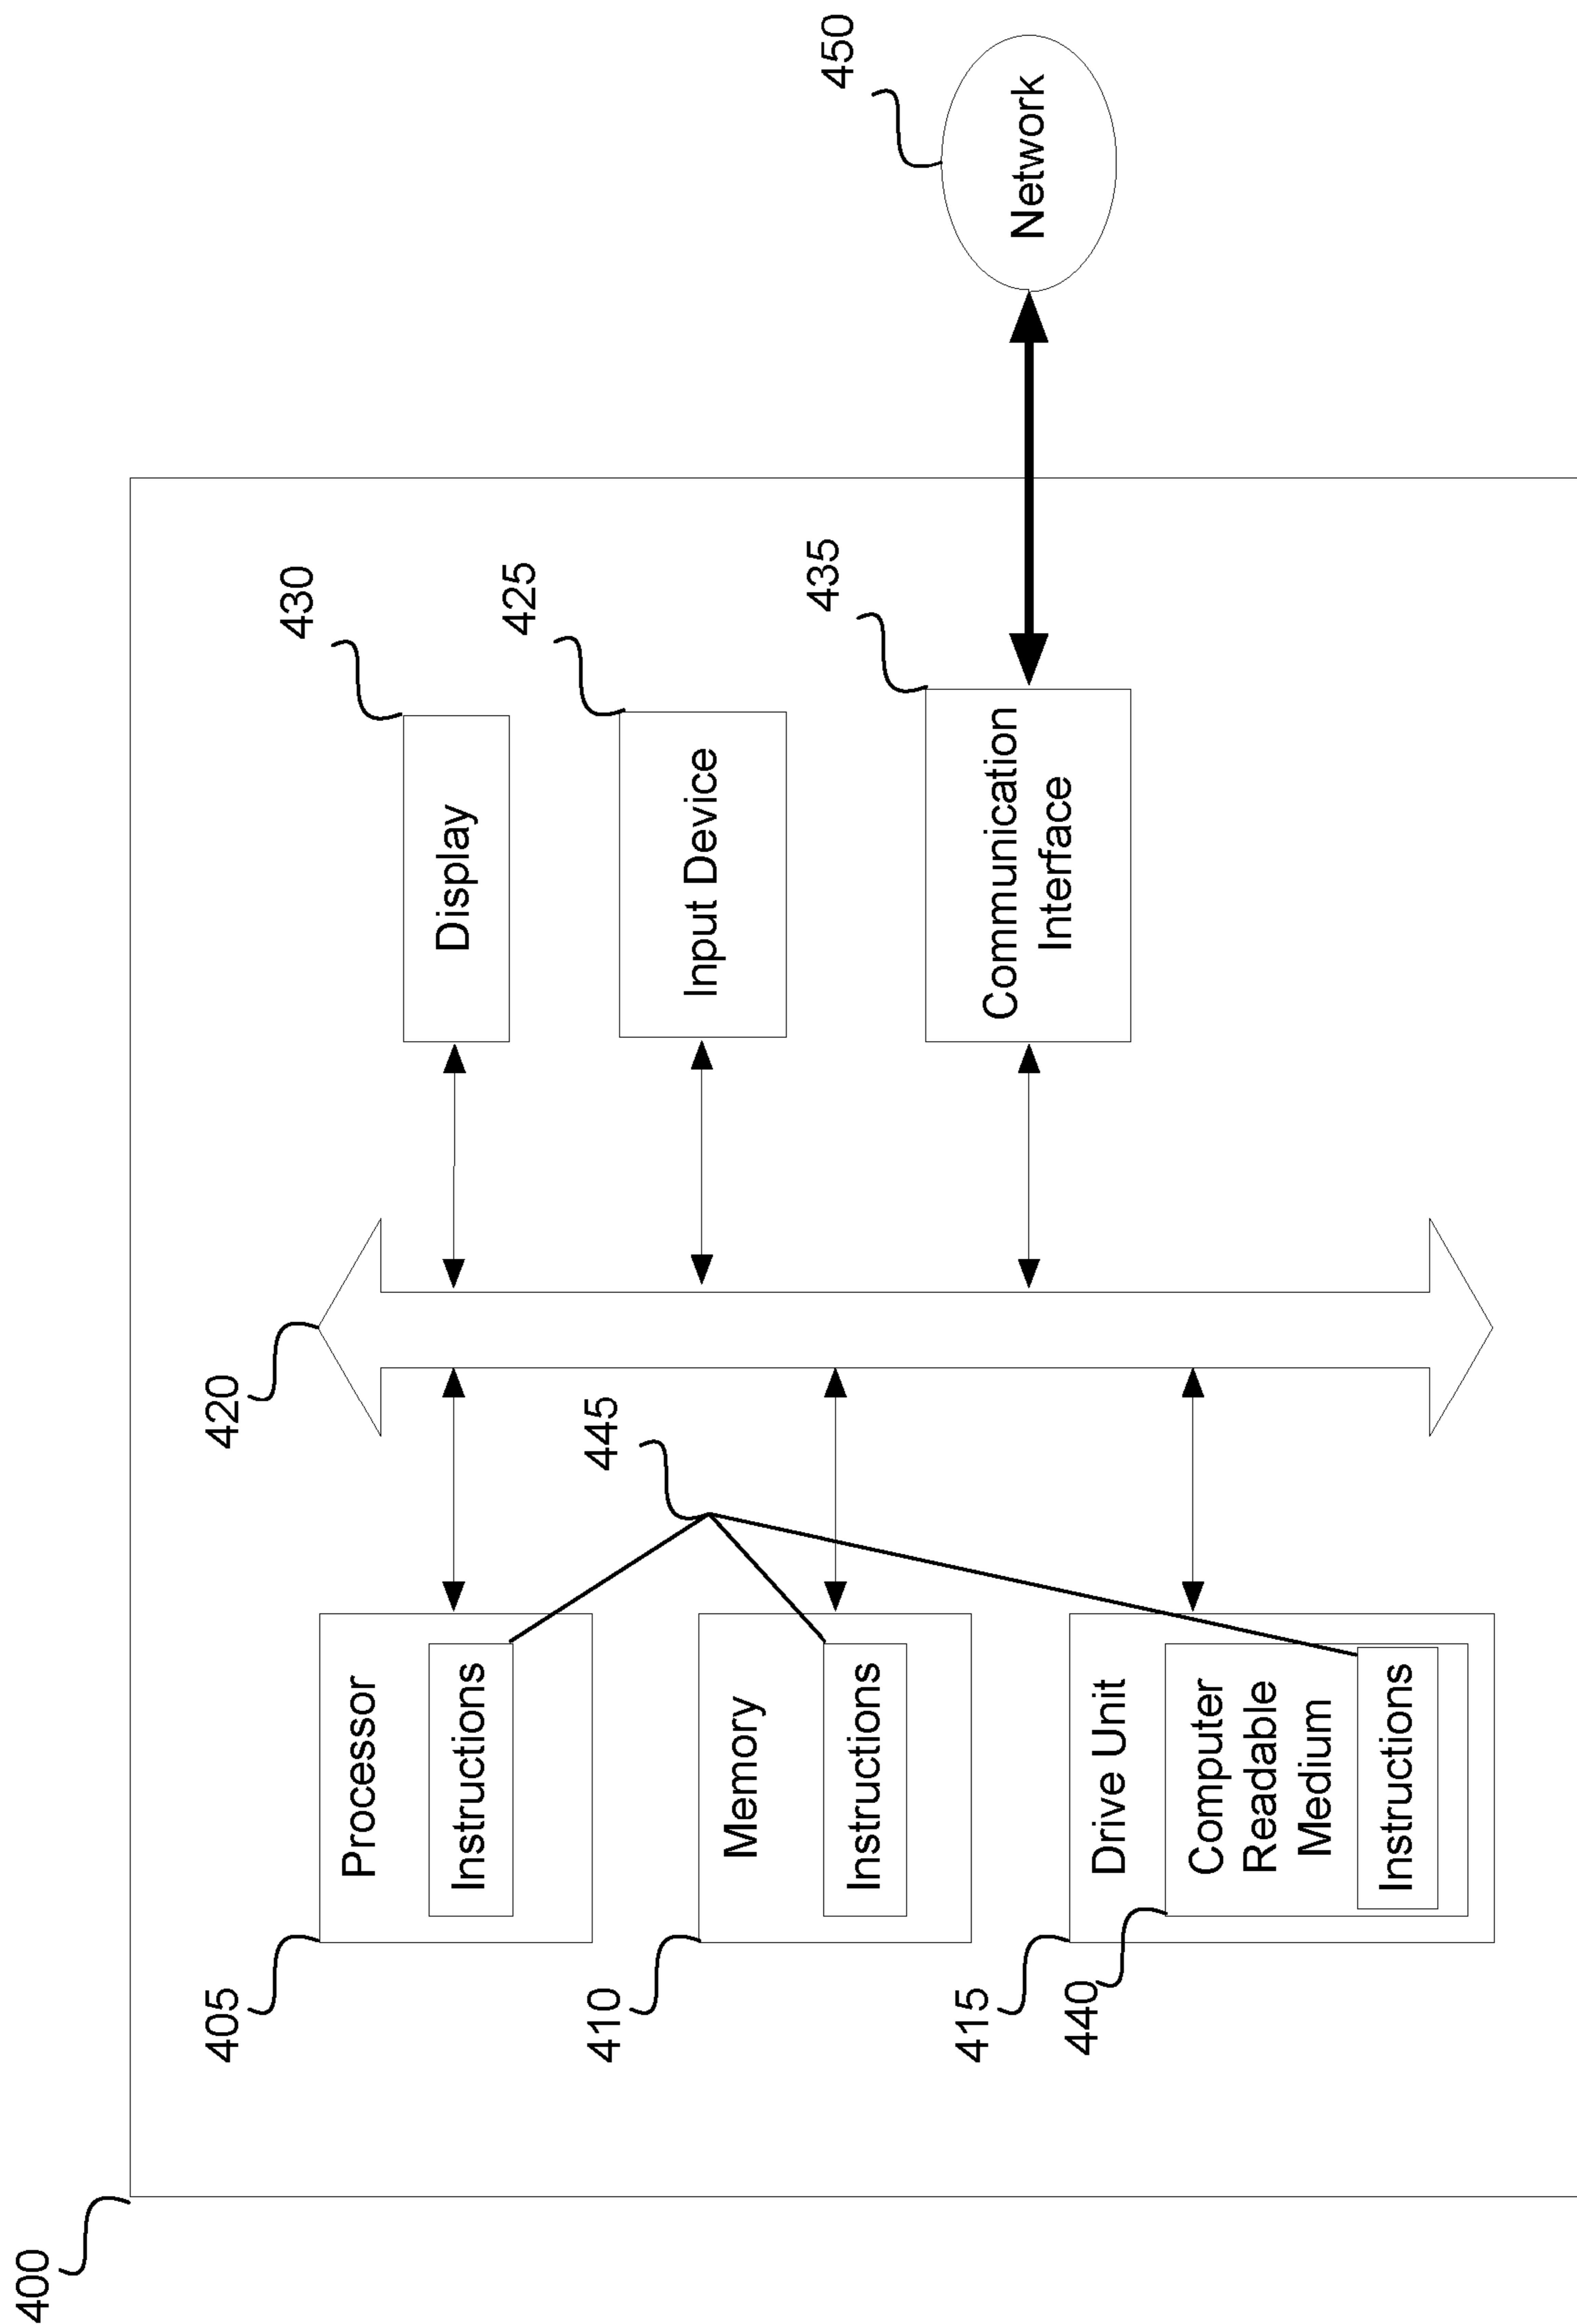 400
405
Processor
Instructions
420
Display
430
410
Memory
Instructions
445
Input Device
425
415
Drive Unit
440
Computer
Readable
Medium
Instructions
Communication
Interface
435
Network
450